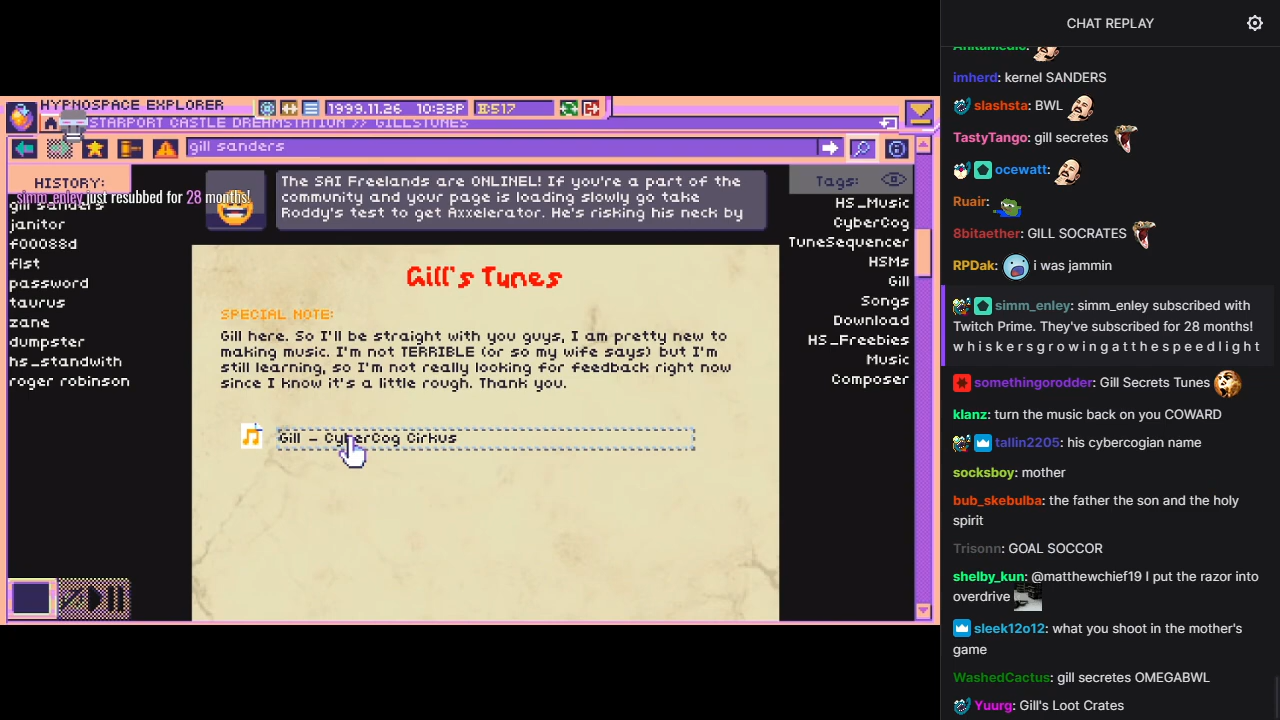 HYPNOSPACE EXPLORER
1999.11.26 10:33P
517
STARPORT CASTLE DREAMSTATION >> GILLSTUNES
gill sanders
HISTORY:
simm_enley just resubbed for 28 months!
gill sanders
janitor
f00088d
fist
password
taurus
zane
dumpster
hs_standwith
roger robinson
The SAI Freelands are ONLINEL! If you're a part of the
community and your page is loading slowly go take
Roddy's test to get Axxelerator. He's risking his neck by
Gill's Tunes
SPECIAL NOTE:
Gill here. So I'll be straight with you guys, I am pretty new to
making music. I'm not TERRIBLE (or so my wife says) but I'm
still learning, so I'm not really looking for feedback right now
since I know it's a little rough. Thank you.
Gill - CyberCog Cirkus
Tags:
HS_Music
CyberCog
TuneSequencer
HSMs
Gill
Songs
Download
HS_Freebies
Music
Composer
CHAT REPLAY
AnitaMedic:
imherd: kernel SANDERS
slashsta: BWL
TastyTango: gill secretes
ocewatt:
Ruair:
8bitaether: GILL SOCRATES
RPDak: i was jammin
simm_enley: simm_enley subscribed with
Twitch Prime. They've subscribed for 28 months!
w h i s k e r s g r o w i n g a t t h e s p e e d l i g h t
somethingorodder: Gill Secrets Tunes
klanz: turn the music back on you COWARD
tallin2205: his cybercogian name
socksboy: mother
bub_skebulba: the father the son and the holy
spirit
Trisonn: GOAL SOCCOR
shelby_kun: @matthewchief19 I put the razor into
overdrive
sleek12o12: what you shoot in the mother's
game
WashedCactus: gill secretes OMEGABWL
Yuurg: Gill's Loot Crates